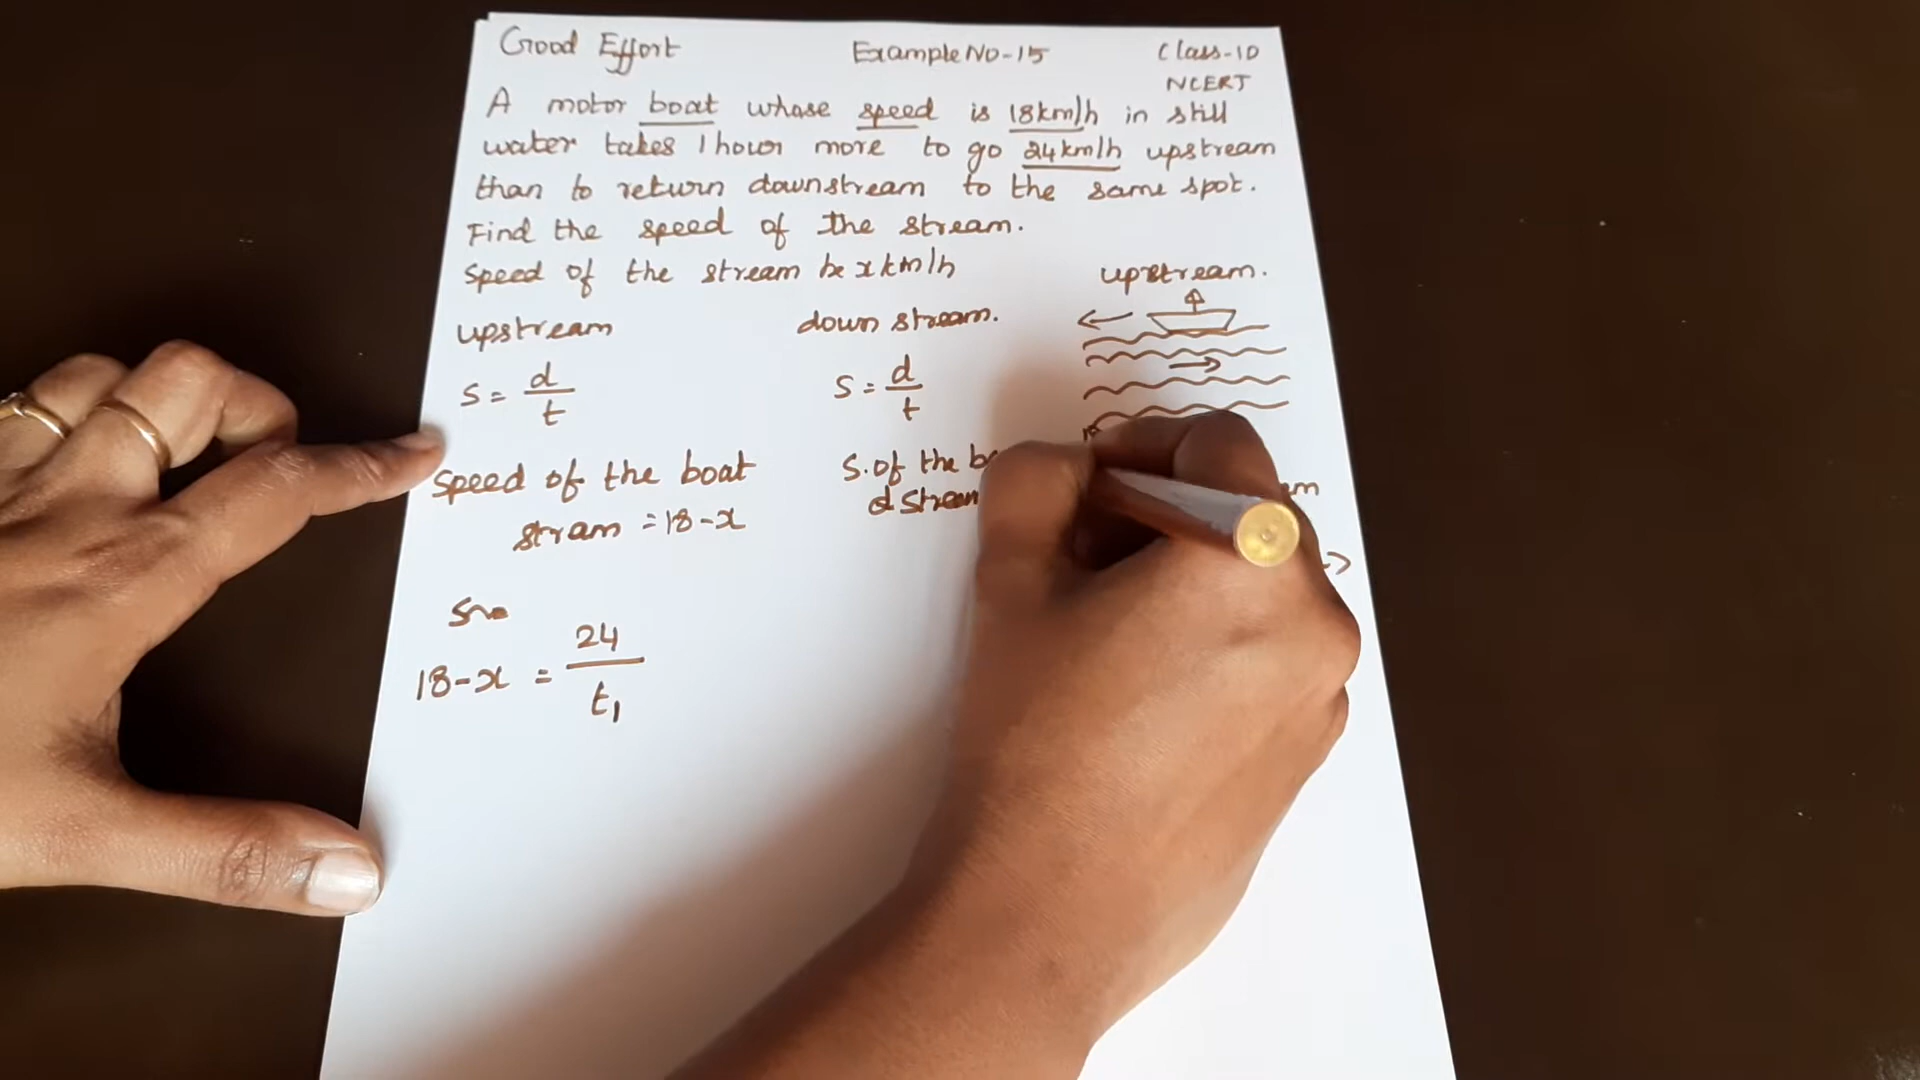 Good Effort Example No-15 Class-10
NCERT
A motor boat whose speed is 18km/h in still
water takes 1 hour more to go 24km/h upstream
than to return downstream to the same spot.
Find the speed of the stream.
Speed of the stream be x km/h
upstream.
upstream down stream.
S = d/t S = d/t
Speed of the boat S. of the
stram = 18-x d Stream
18-x = 24/t₁